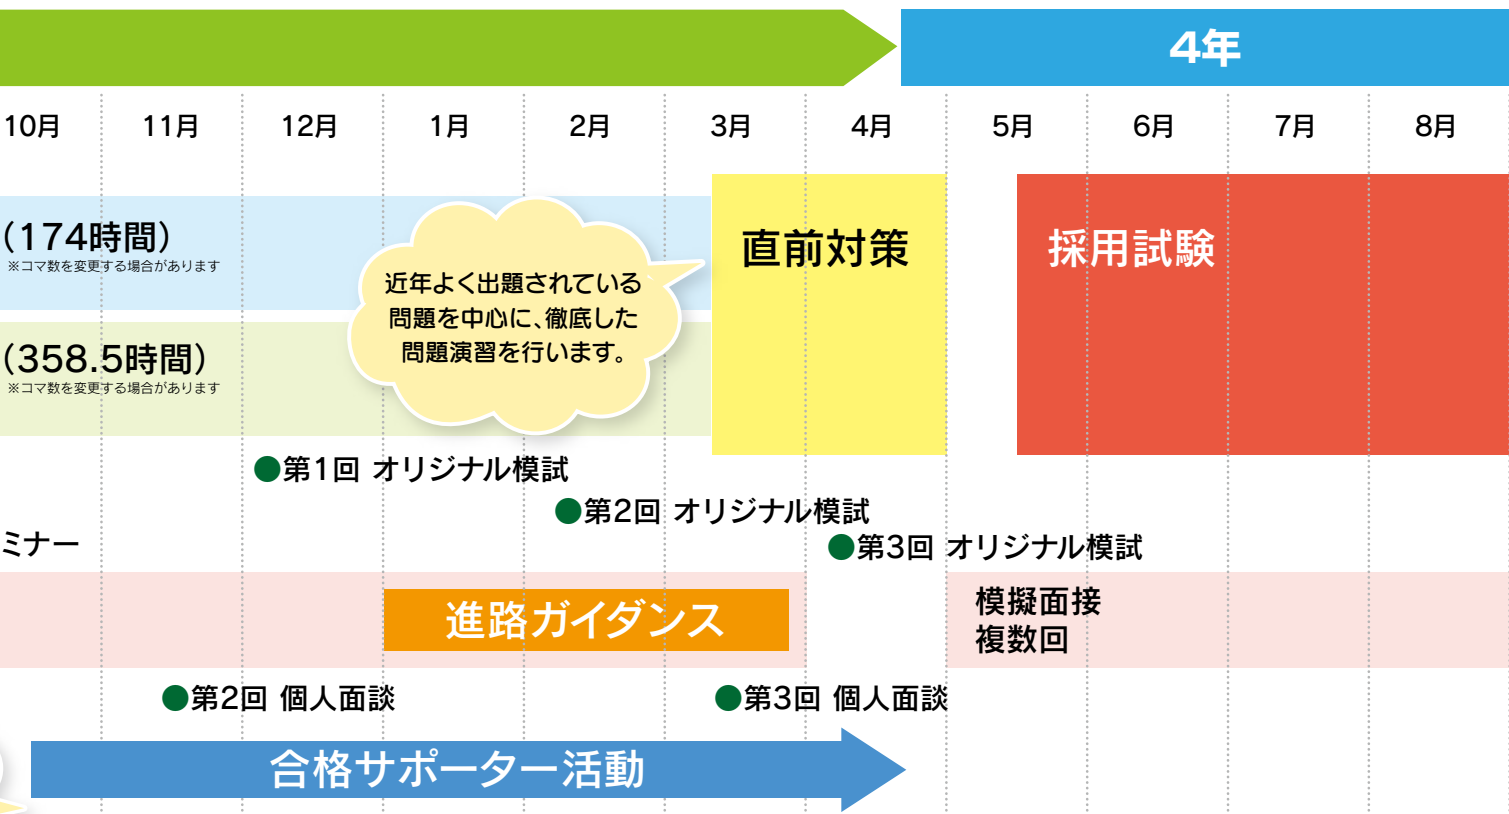 4年
10月 11月 12月 1月 2月 3月 4月 5月 6月 7月 8月
(174時間)
※コマ数を変更する場合があります
(358.5時間)
※コマ数を変更する場合があります
近年よく出題されている
問題を中心に、徹底した
問題演習を行います。
直前対策
採用試験
●第1回 オリジナル模試
●第2回 オリジナル模試
●第3回 オリジナル模試
ミナー
進路ガイダンス
模擬面接
複数回
●第2回 個人面談
●第3回 個人面談
合格サポーター活動